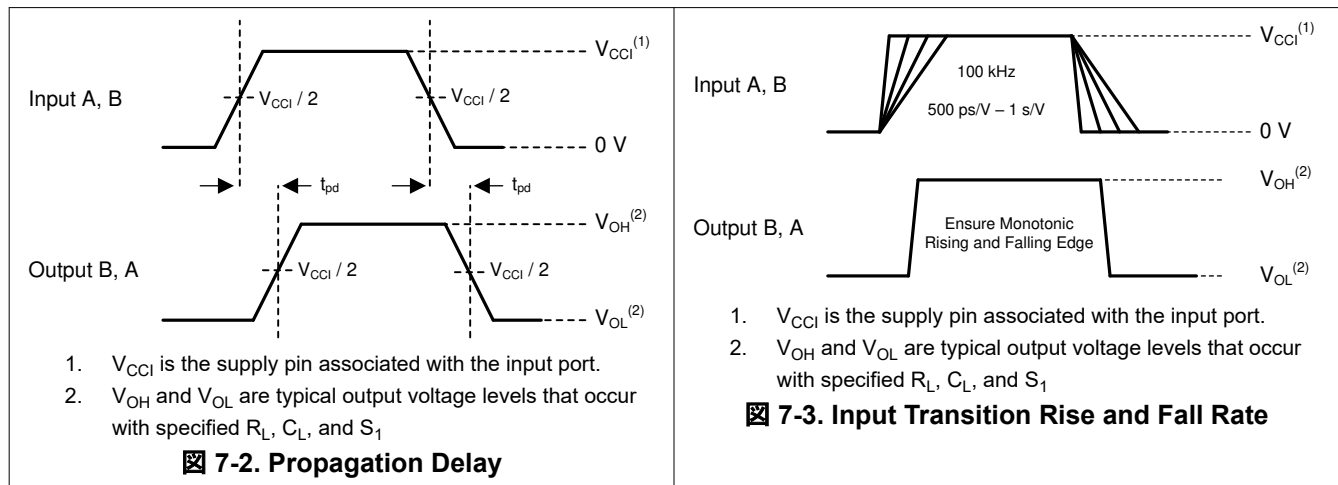 V_CCI^(1)
Input A, B
V_CCI / 2
V_CCI / 2
0 V
t_pd
t_pd
V_OH^(2)
Output B, A
V_CCI / 2
V_CCI / 2
V_OL^(2)
1. V_CCI is the supply pin associated with the input port.
2. V_OH and V_OL are typical output voltage levels that occur
with specified R_L, C_L, and S_1
図 7-2. Propagation Delay
V_CCI^(1)
100 kHz
Input A, B
500 ps/V – 1 s/V
0 V
V_OH^(2)
Output B, A
Ensure Monotonic
Rising and Falling Edge
V_OL^(2)
1. V_CCI is the supply pin associated with the input port.
2. V_OH and V_OL are typical output voltage levels that occur
with specified R_L, C_L, and S_1
図 7-3. Input Transition Rise and Fall Rate